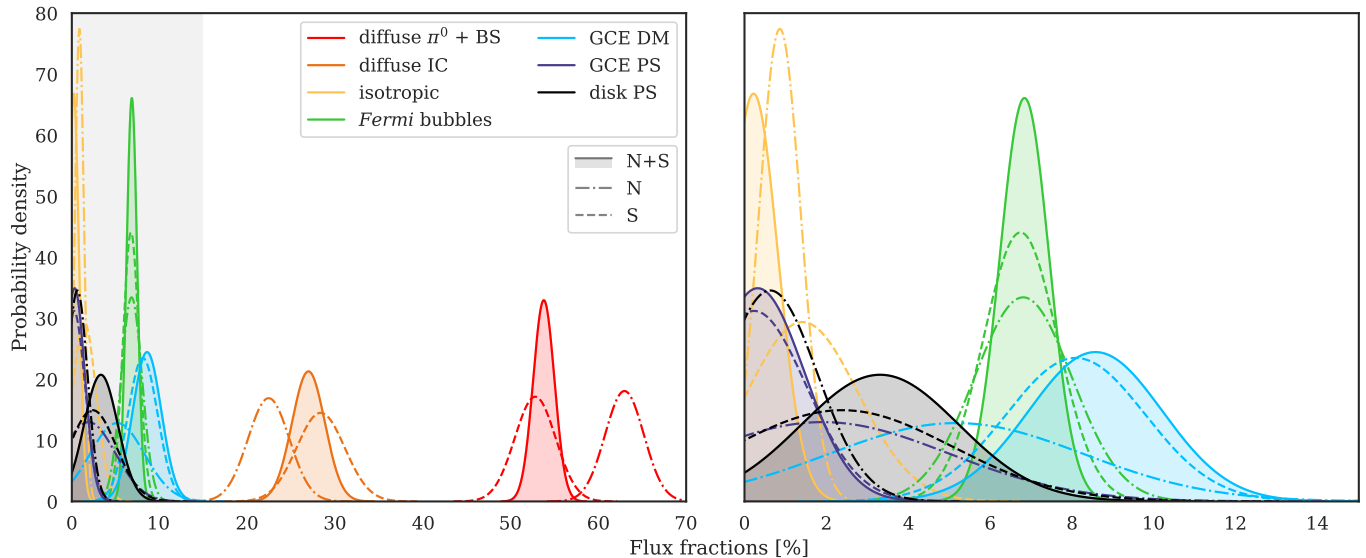 Probability density
80
70
60
50
40
30
20
10
0
diffuse π⁰ + BS
diffuse IC
isotropic
Fermi bubbles
GCE DM
GCE PS
disk PS
N+S
N
S
0 10 20 30 40 50 60 70
0 2 4 6 8 10 12 14
Flux fractions [%]